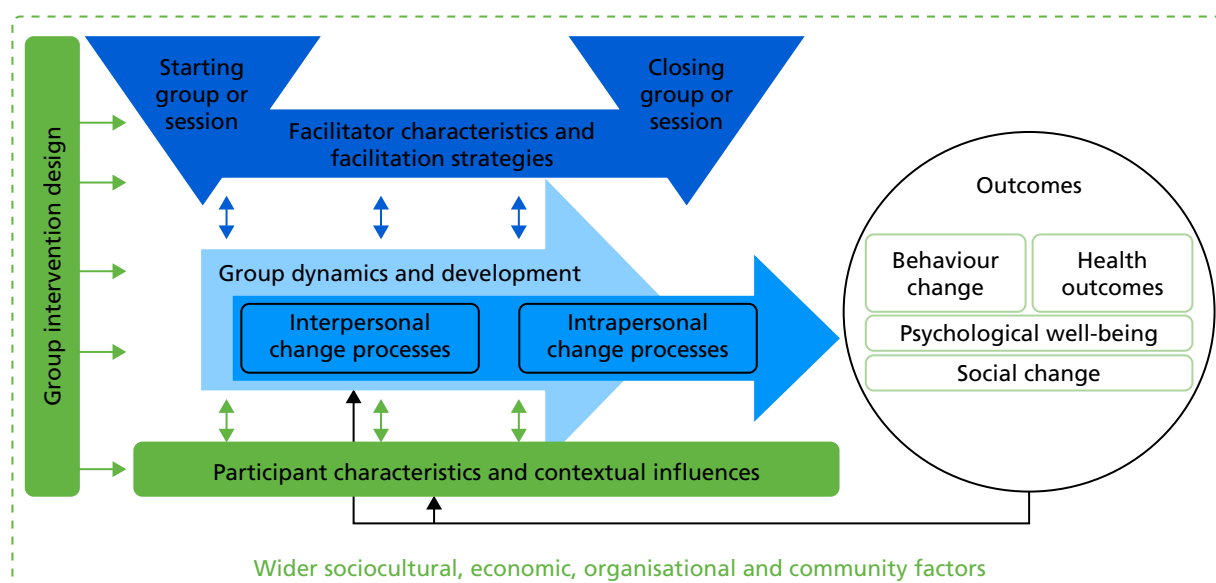 Group intervention design
Starting
group or
session
Closing
group or
session
Facilitator characteristics and
facilitation strategies
Group dynamics and development
Interpersonal
change processes
Intrapersonal
change processes
Participant characteristics and contextual influences
Outcomes
Behaviour
change
Health
outcomes
Psychological well-being
Social change
Wider sociocultural, economic, organisational and community factors